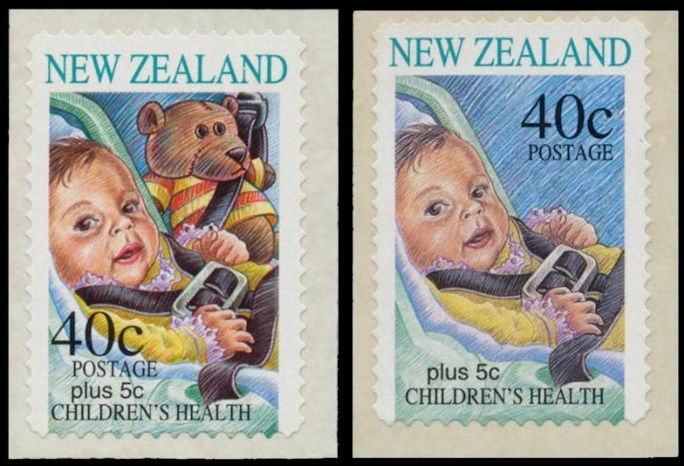 NEW ZEALAND
40c
POSTAGE
plus 5c
CHILDREN'S HEALTH
NEW ZEALAND
40c
POSTAGE
plus 5c
CHILDREN'S HEALTH